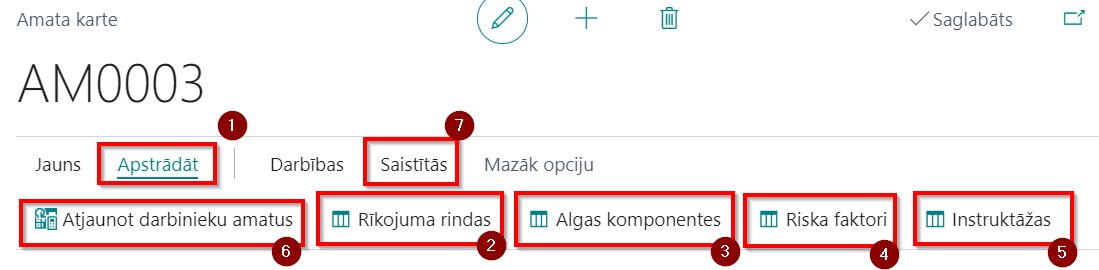 Amata karte
Saglabāts
AM0003
1
7
Jauns Apstrādāt Darbības Saistītās Mazāk opciju
Atjaunot darbinieku amatus Rīkojuma rindas Algas komponentes Riska faktori Instruktāžas
6 2 3 4 5